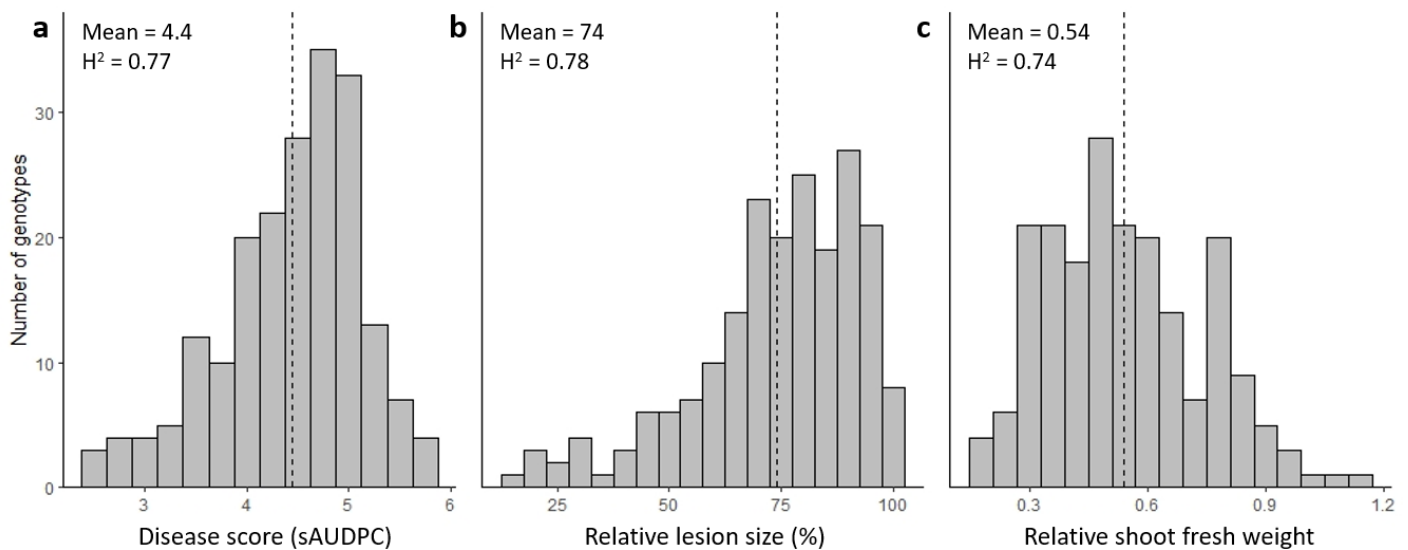 a
Mean = 4.4
H² = 0.77
Number of genotypes
0
10
20
30
3
4
5
6
Disease score (sAUDPC)
b
Mean = 74
H² = 0.78
25
50
75
100
Relative lesion size (%)
c
Mean = 0.54
H² = 0.74
0.3
0.6
0.9
1.2
Relative shoot fresh weight